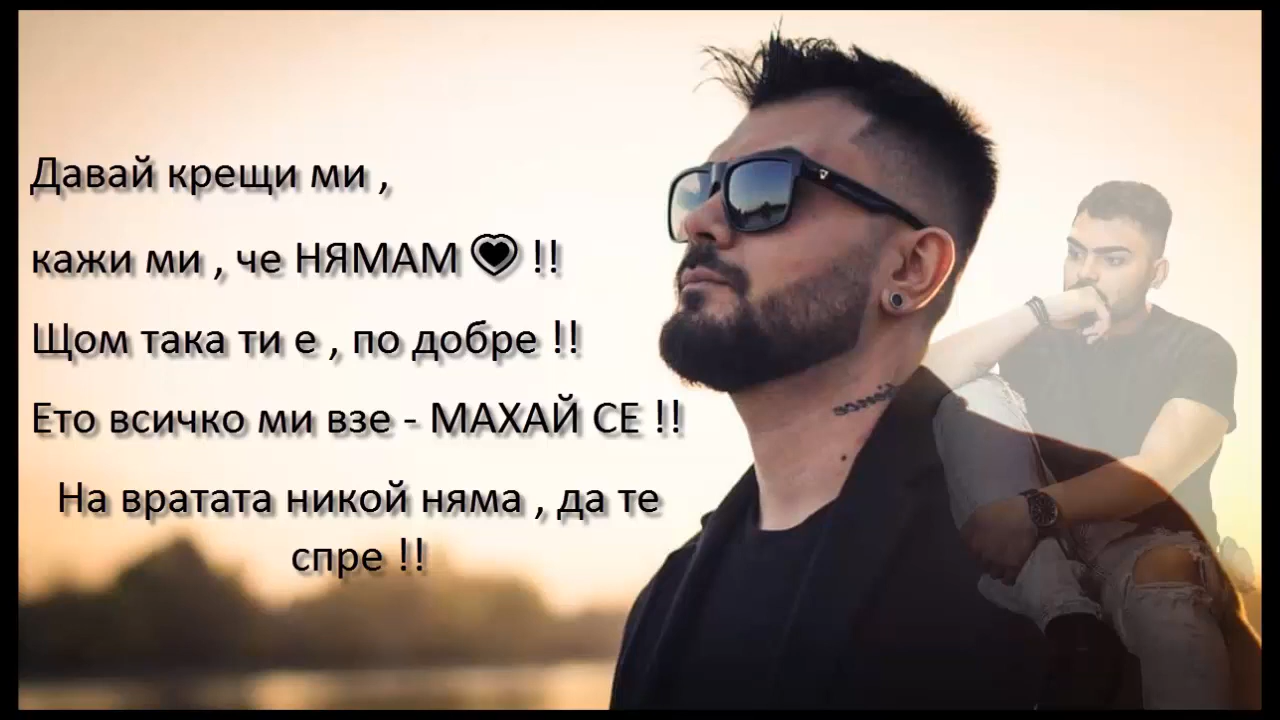 Давай крещи ми ,
кажи ми , че НЯМАМ 🖤 !!
Щом така ти е , по добре !!
Ето всичко ми взе - МАХАЙ СЕ !!
На вратата никой няма , да те
спре !!